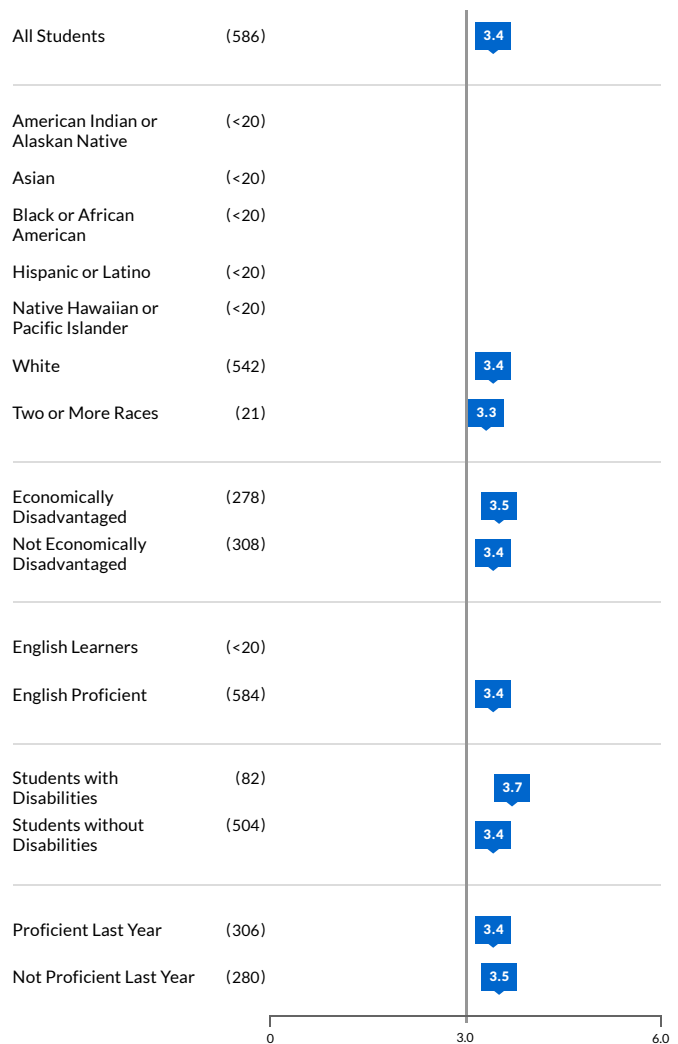 All Students (586) 3.4
American Indian or (<20)
Alaskan Native
Asian (<20)
Black or African (<20)
American
Hispanic or Latino (<20)
Native Hawaiian or (<20)
Pacific Islander
White (542) 3.4
Two or More Races (21) 3.3
Economically (278) 3.5
Disadvantaged
Not Economically (308) 3.4
Disadvantaged
English Learners (<20)
English Proficient (584) 3.4
Students with (82) 3.7
Disabilities
Students without (504) 3.4
Disabilities
Proficient Last Year (306) 3.4
Not Proficient Last Year (280) 3.5
0 3.0 6.0